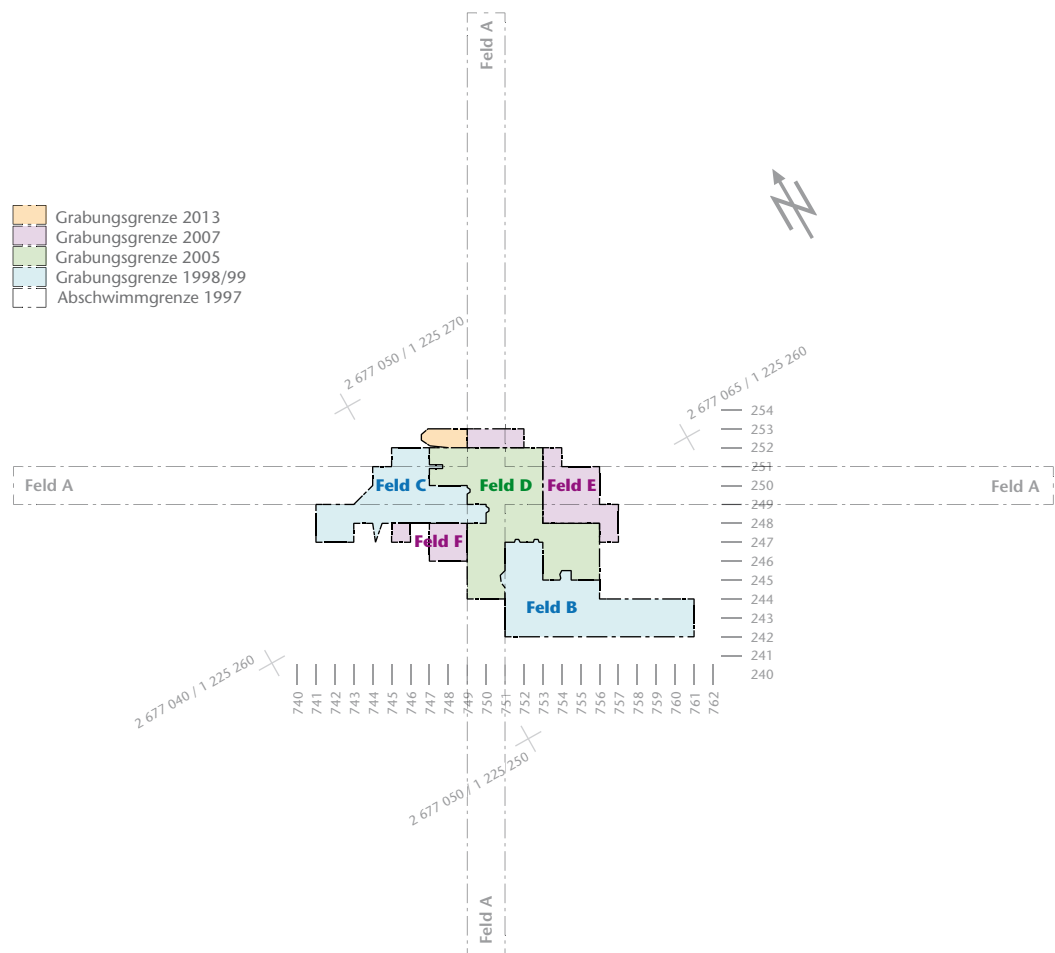 Feld A
Grabungsgrenze 2013
Grabungsgrenze 2007
Grabungsgrenze 2005
Grabungsgrenze 1998/99
Abschwimmgrenze 1997
2 677 050 / 1 225 270
2 677 065 / 1 225 260
254
253
252
251
250
249
248
247
246
245
244
243
242
241
240
Feld A
Feld C
Feld D
Feld E
Feld A
Feld F
Feld B
2 677 040 / 1 225 260
740
741
742
743
744
745
746
747
748
749
750
751
752
753
754
755
756
757
758
759
760
761
762
2 677 050 / 1 225 250
Feld A